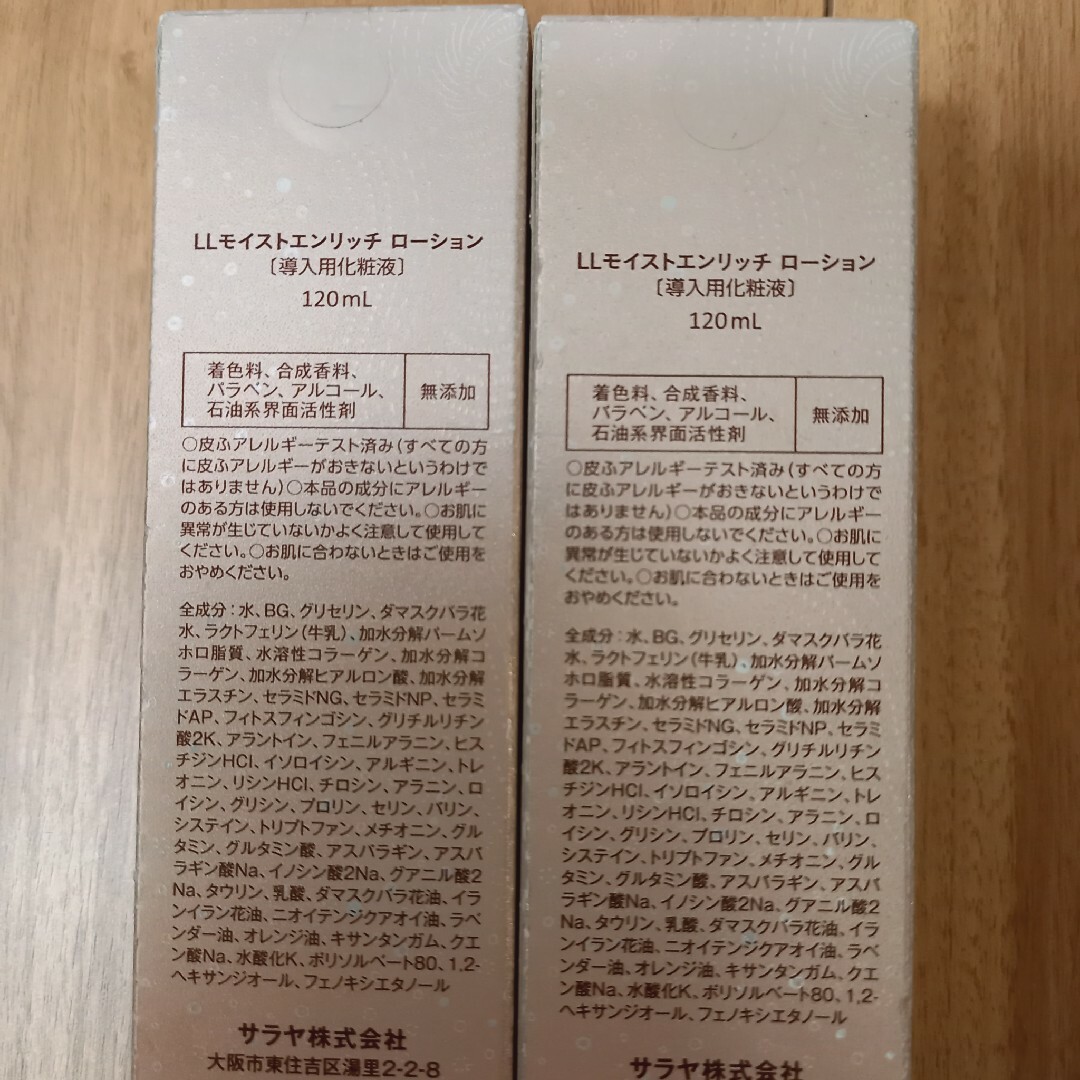 LLモイストエンリッチ ローション
〔導入用化粧液〕
120mL
着色料、合成香料、
パラベン、アルコール、
石油系界面活性剤
無添加
○皮ふアレルギーテスト済み(すべての方
に皮ふアレルギーがおきないというわけで
はありません)○本品の成分にアレルギー
のある方は使用しないでください。○お肌に
異常が生じていないかよく注意して使用して
ください。○お肌に合わないときはご使用を
おやめください。
全成分:水、BG、グリセリン、ダマスクバラ花
水、ラクトフェリン(牛乳)、加水分解パームソ
ホロ脂質、水溶性コラーゲン、加水分解コ
ラーゲン、加水分解ヒアルロン酸、加水分解
エラスチン、セラミドNG、セラミドNP、セラミ
ドAP、フィトスフィンゴシン、グリチルリチン
酸2K、アラントイン、フェニルアラニン、ヒス
チジンHCl、イソロイシン、アルギニン、トレ
オニン、リシンHCl、チロシン、アラニン、ロ
イシン、グリシン、プロリン、セリン、バリン、
システイン、トリプトファン、メチオニン、グル
タミン、グルタミン酸、アスパラギン、アスパ
ラギン酸Na、イノシン酸2Na、グアニル酸2
Na、タウリン、乳酸、ダマスクバラ花油、イラ
ンイラン花油、ニオイテンジクアオイ油、ラベ
ンダー油、オレンジ油、キサンタンガム、クエ
ン酸Na、水酸化K、ポリソルベート80、1,2-
ヘキサンジオール、フェノキシエタノール
サラヤ株式会社
大阪市東住吉区湯里2-2-8
LLモイストエンリッチ ローション
〔導入用化粧液〕
120mL
着色料、合成香料、
パラベン、アルコール、
石油系界面活性剤
無添加
○皮ふアレルギーテスト済み(すべての方
に皮ふアレルギーがおきないというわけで
はありません)○本品の成分にアレルギー
のある方は使用しないでください。○お肌に
異常が生じていないかよく注意して使用して
ください。○お肌に合わないときはご使用を
おやめください。
全成分:水、BG、グリセリン、ダマスクバラ花
水、ラクトフェリン(牛乳)、加水分解パームソ
ホロ脂質、水溶性コラーゲン、加水分解コ
ラーゲン、加水分解ヒアルロン酸、加水分解
エラスチン、セラミドNG、セラミドNP、セラミ
ドAP、フィトスフィンゴシン、グリチルリチン
酸2K、アラントイン、フェニルアラニン、ヒス
チジンHCl、イソロイシン、アルギニン、トレ
オニン、リシンHCl、チロシン、アラニン、ロ
イシン、グリシン、プロリン、セリン、バリン、
システイン、トリプトファン、メチオニン、グル
タミン、グルタミン酸、アスパラギン、アスパ
ラギン酸Na、イノシン酸2Na、グアニル酸2
Na、タウリン、乳酸、ダマスクバラ花油、イラ
ンイラン花油、ニオイテンジクアオイ油、ラベ
ンダー油、オレンジ油、キサンタンガム、クエ
ン酸Na、水酸化K、ポリソルベート80、1,2-
ヘキサンジオール、フェノキシエタノール
サラヤ株式会社